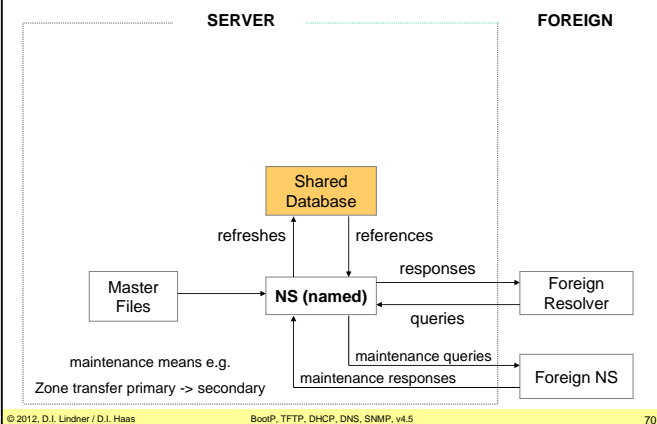 SERVER
FOREIGN
Shared
Database
refreshes
references
responses
Master
Files
NS (named)
Foreign
Resolver
queries
maintenance means e.g.
Zone transfer primary -> secondary
maintenance queries
maintenance responses
Foreign NS
© 2012, D.I. Lindner / D.I. Haas
BootP, TFTP, DHCP, DNS, SNMP, v4.5
70